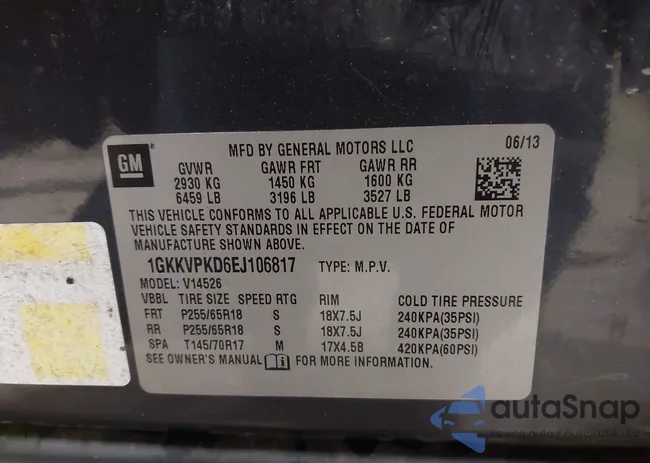 GM
MFD BY GENERAL MOTORS LLC 06/13
GVWR GAWR FRT GAWR RR
2930 KG 1450 KG 1600 KG
6459 LB 3196 LB 3527 LB
THIS VEHICLE CONFORMS TO ALL APPLICABLE U.S. FEDERAL MOTOR
VEHICLE SAFETY STANDARDS IN EFFECT ON THE DATE OF
MANUFACTURE SHOWN ABOVE.
1GKKVPKD6EJ106817 TYPE: M.P.V.
MODEL: V14526
VBBL TIRE SIZE SPEED RTG RIM COLD TIRE PRESSURE
FRT P255/65R18 S 18X7.5J 240KPA(35PSI)
RR P255/65R18 S 18X7.5J 240KPA(35PSI)
SPA T145/70R17 M 17X4.5B 420KPA(60PSI)
SEE OWNER'S MANUAL FOR MORE INFORMATION.
autaSnap